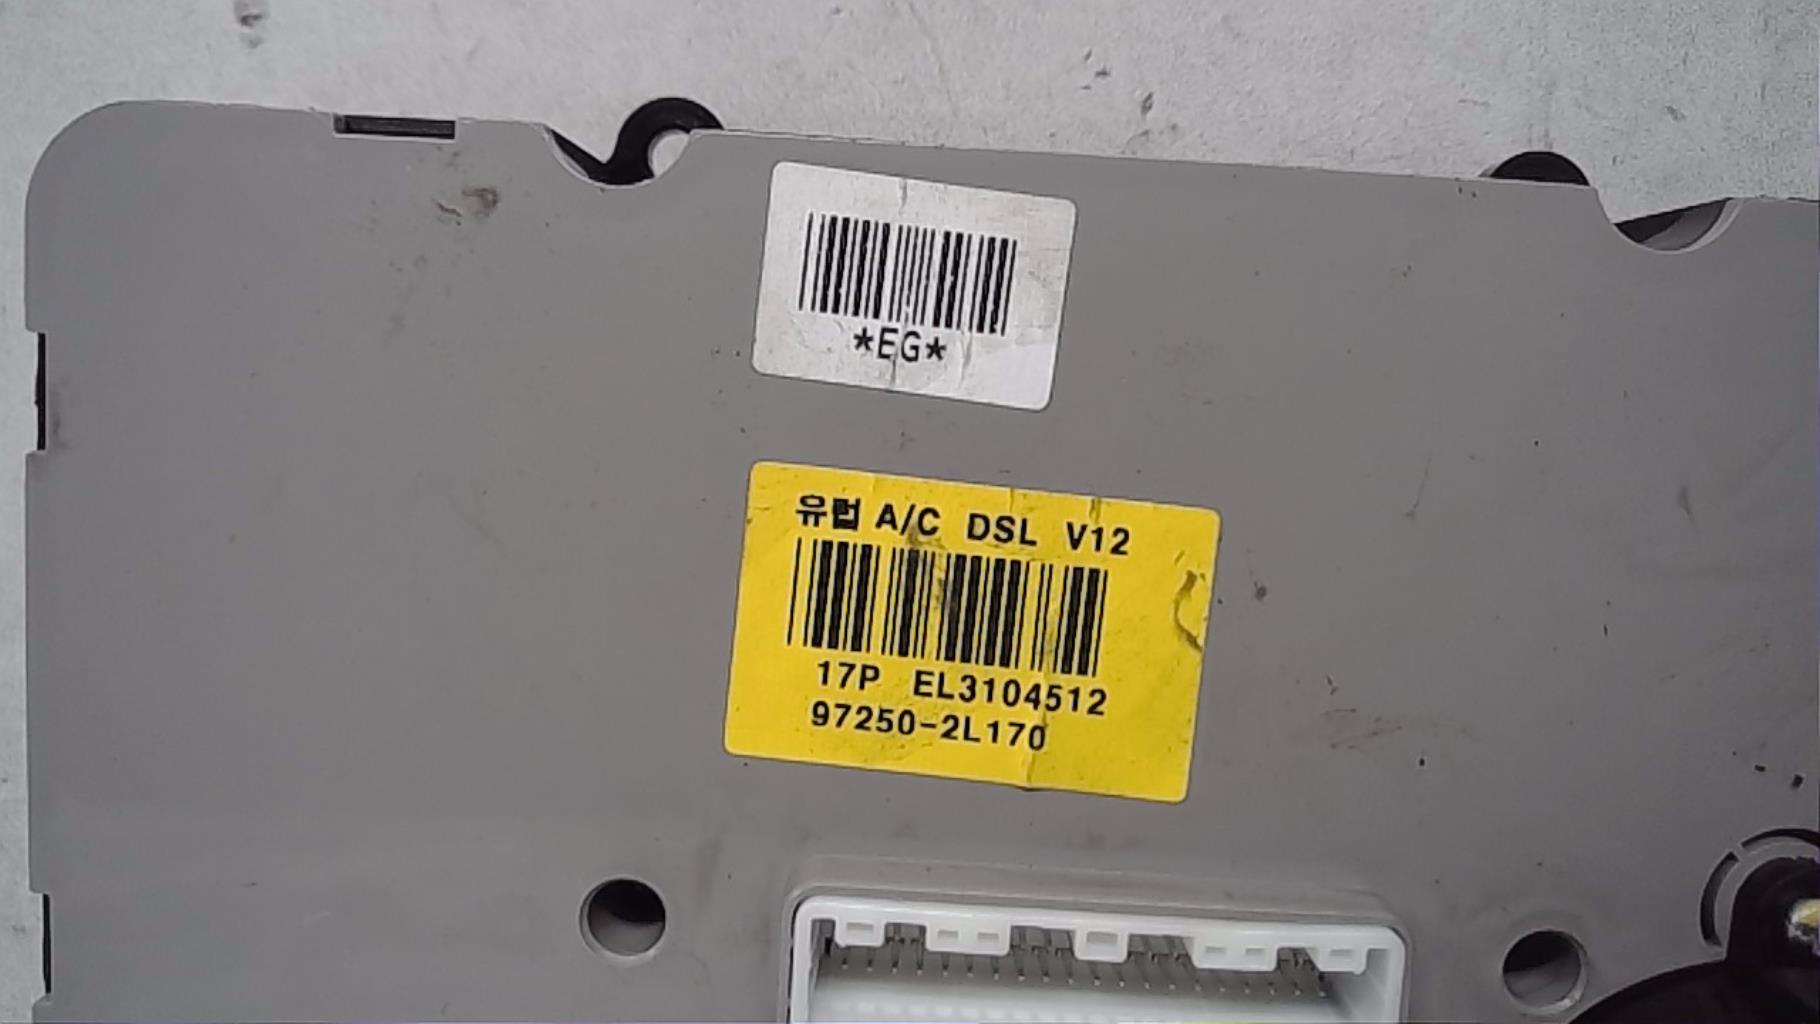 *EG*
유럽 A/C DSL V12
17P EL3104512
97250-2L170